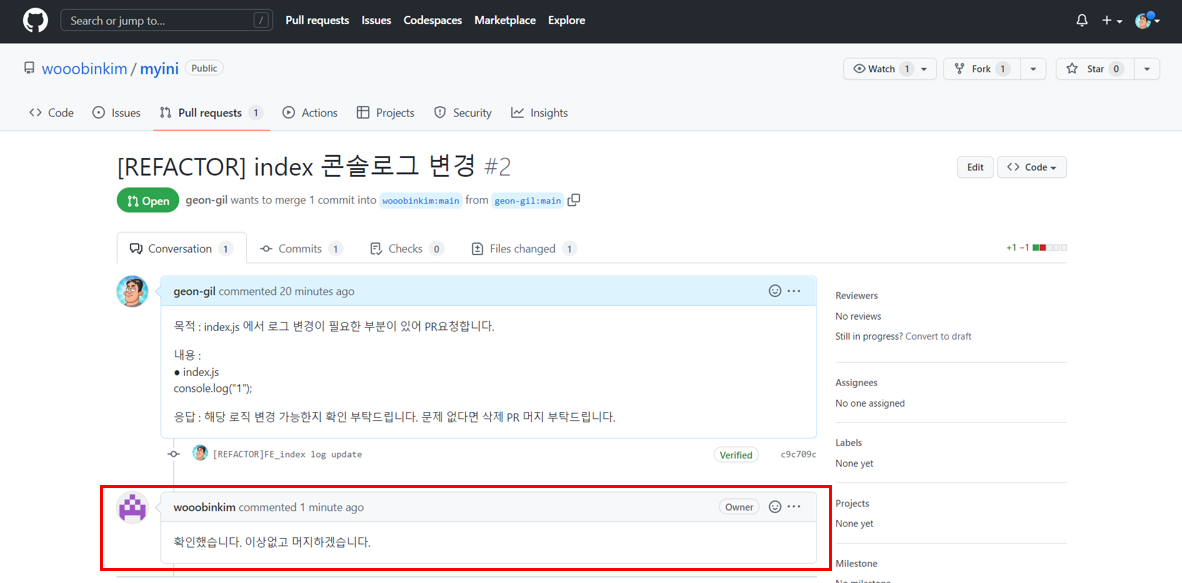 Search or jump to... /
Pull requests Issues Codespaces Marketplace Explore
wooobinkim / myini Public
Watch 1 Fork 1 Star 0
Code Issues Pull requests 1 Actions Projects Security Insights
[REFACTOR] index 콘솔로그 변경 #2
Edit <> Code
Open geon-gil wants to merge 1 commit into wooobinkim:main from geon-gil:main
Conversation 1 Commits 1 Checks 0 Files changed 1
+1 −1
geon-gil commented 20 minutes ago
목적 : index.js 에서 로그 변경이 필요한 부분이 있어 PR요청합니다.
내용 :
● index.js
console.log("1");
응답 : 해당 로직 변경 가능한지 확인 부탁드립니다. 문제 없다면 삭제 PR 머지 부탁드립니다.
[REFACTOR]FE_index log update Verified c9c709c
wooobinkim commented 1 minute ago Owner
확인했습니다. 이상없고 머지하겠습니다.
Reviewers
No reviews
Still in progress? Convert to draft
Assignees
No one assigned
Labels
None yet
Projects
None yet
Milestone
No milestone